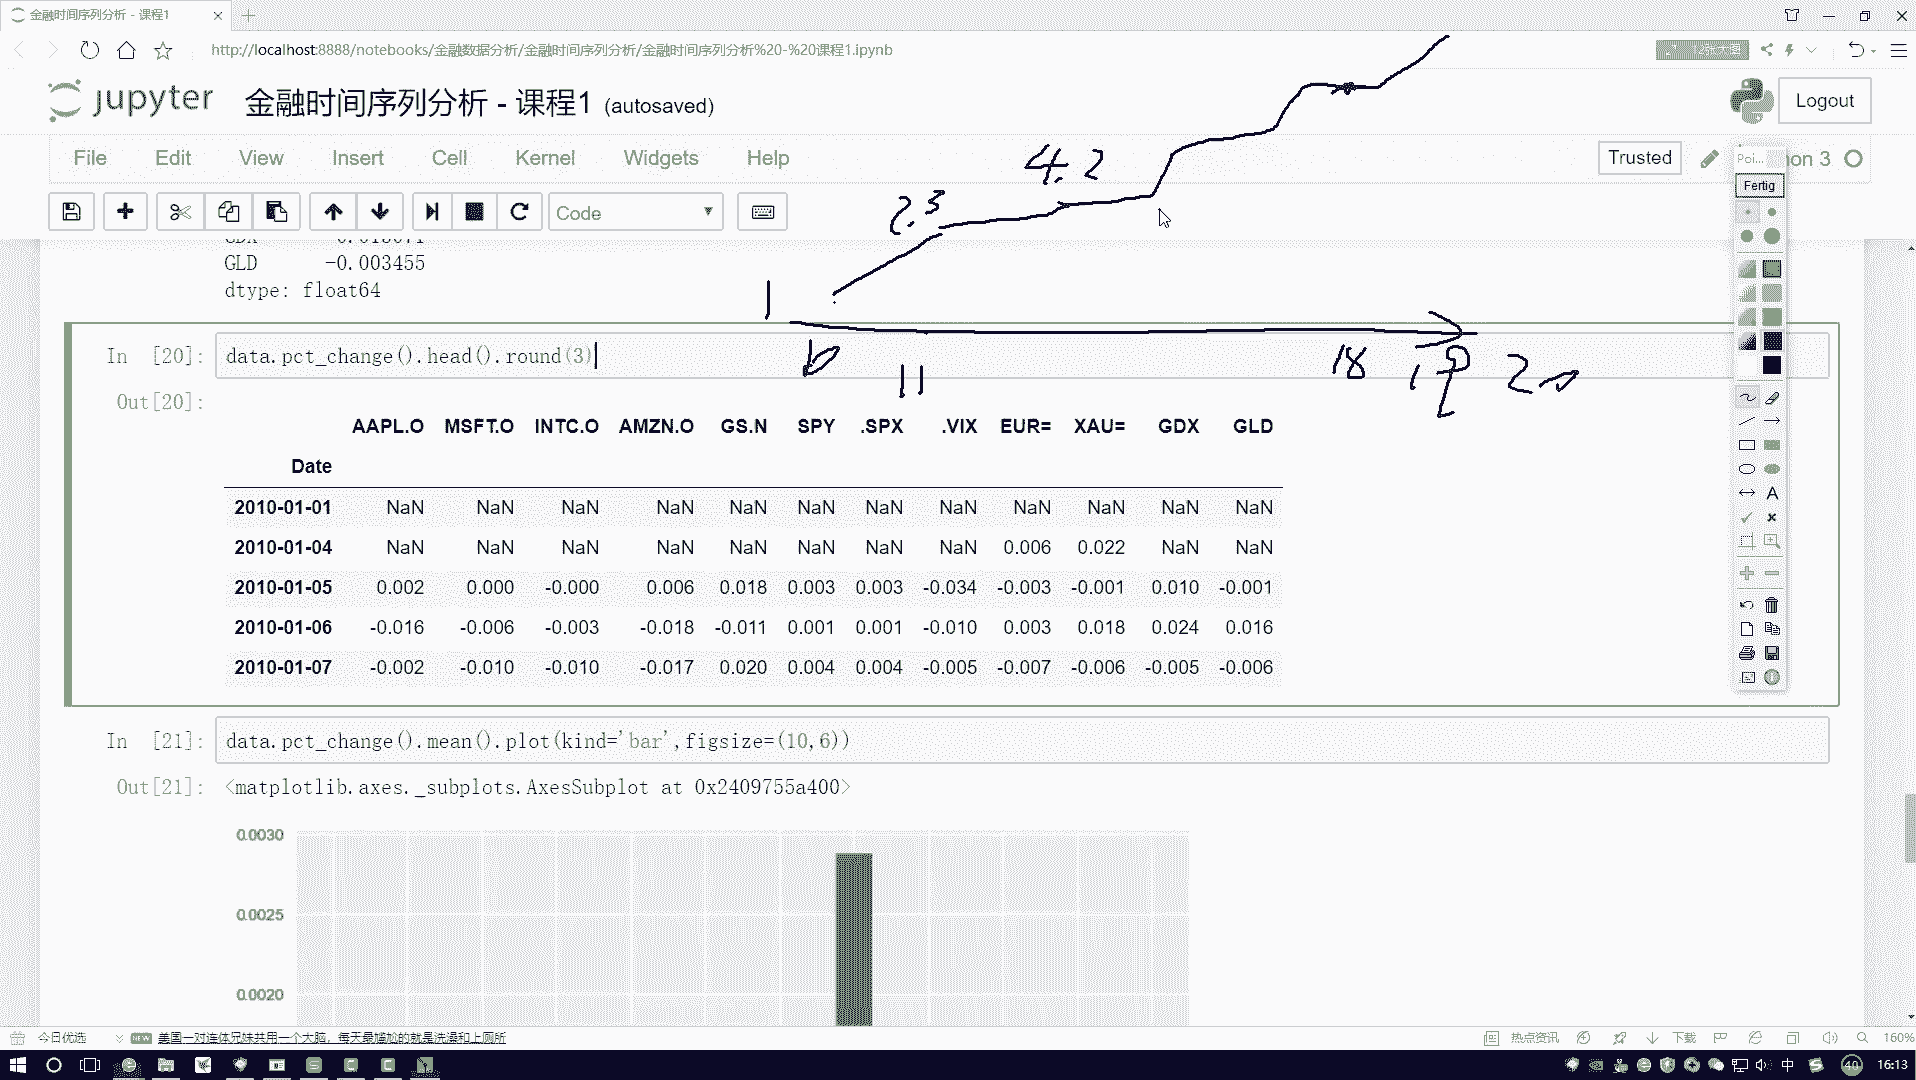 金融时间序列分析 - 课程1
http://localhost:8888/notebooks/金融数据分析/金融时间序列分析/金融时间序列分析%20-%20课程1.ipynb
12张大图
jupyter 金融时间序列分析 - 课程1 (autosaved)
Logout
File Edit View Insert Cell Kernel Widgets Help
Trusted
Poi...
on 3
Fertig
Code
2.3
4.2
GLD -0.003455
dtype: float64
1
In [20]: data.pct_change().head().round(3)
10 11 18 19 20
Out[20]:
AAPL.O MSFT.O INTC.O AMZN.O GS.N SPY .SPX .VIX EUR= XAU= GDX GLD
Date
2010-01-01 NaN NaN NaN NaN NaN NaN NaN NaN NaN NaN NaN NaN
2010-01-04 NaN NaN NaN NaN NaN NaN NaN NaN 0.006 0.022 NaN NaN
2010-01-05 0.002 0.000 -0.000 0.006 0.018 0.003 0.003 -0.034 -0.003 -0.001 0.010 -0.001
2010-01-06 -0.016 -0.006 -0.003 -0.018 -0.011 0.001 0.001 -0.010 0.003 0.018 0.024 0.016
2010-01-07 -0.002 -0.010 -0.010 -0.017 0.020 0.004 0.004 -0.005 -0.007 -0.006 -0.005 -0.006
In [21]: data.pct_change().mean().plot(kind='bar',figsize=(10,6))
Out[21]: <matplotlib.axes._subplots.AxesSubplot at 0x2409755a400>
0.0030
0.0025
0.0020
今日优选
NEW 美国一对连体兄妹共用一个大脑，每天最尴尬的就是洗澡和上厕所
热点资讯
下载
160%
中
40
16:13